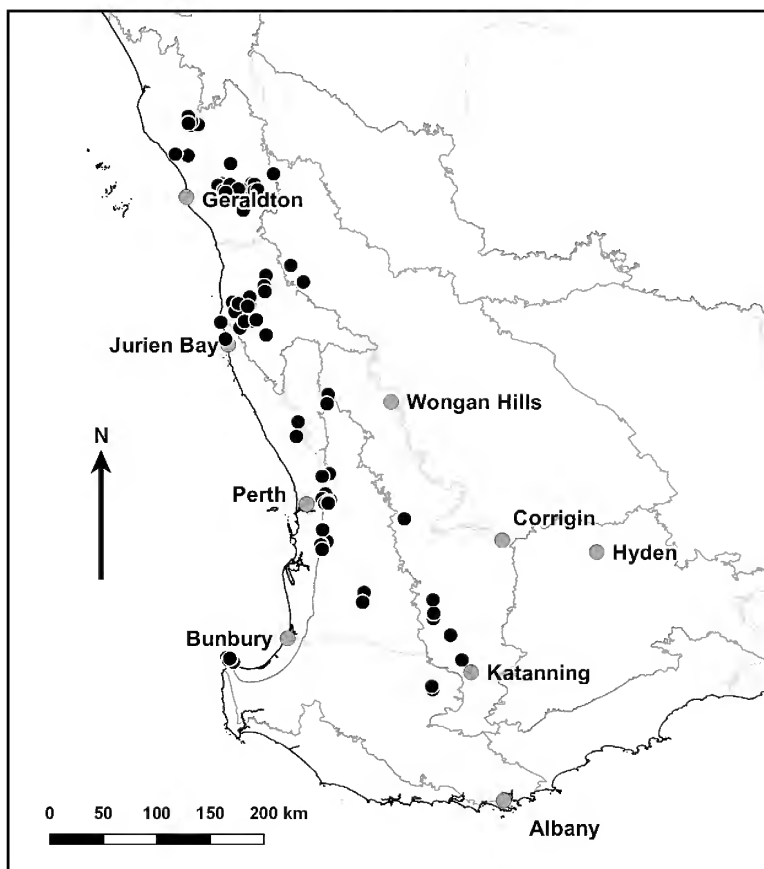 Geraldton
Jurien Bay
Wongan Hills
N
Perth
Corrigin
Hyden
Bunbury
Katanning
0 50 100 150 200 km
Albany